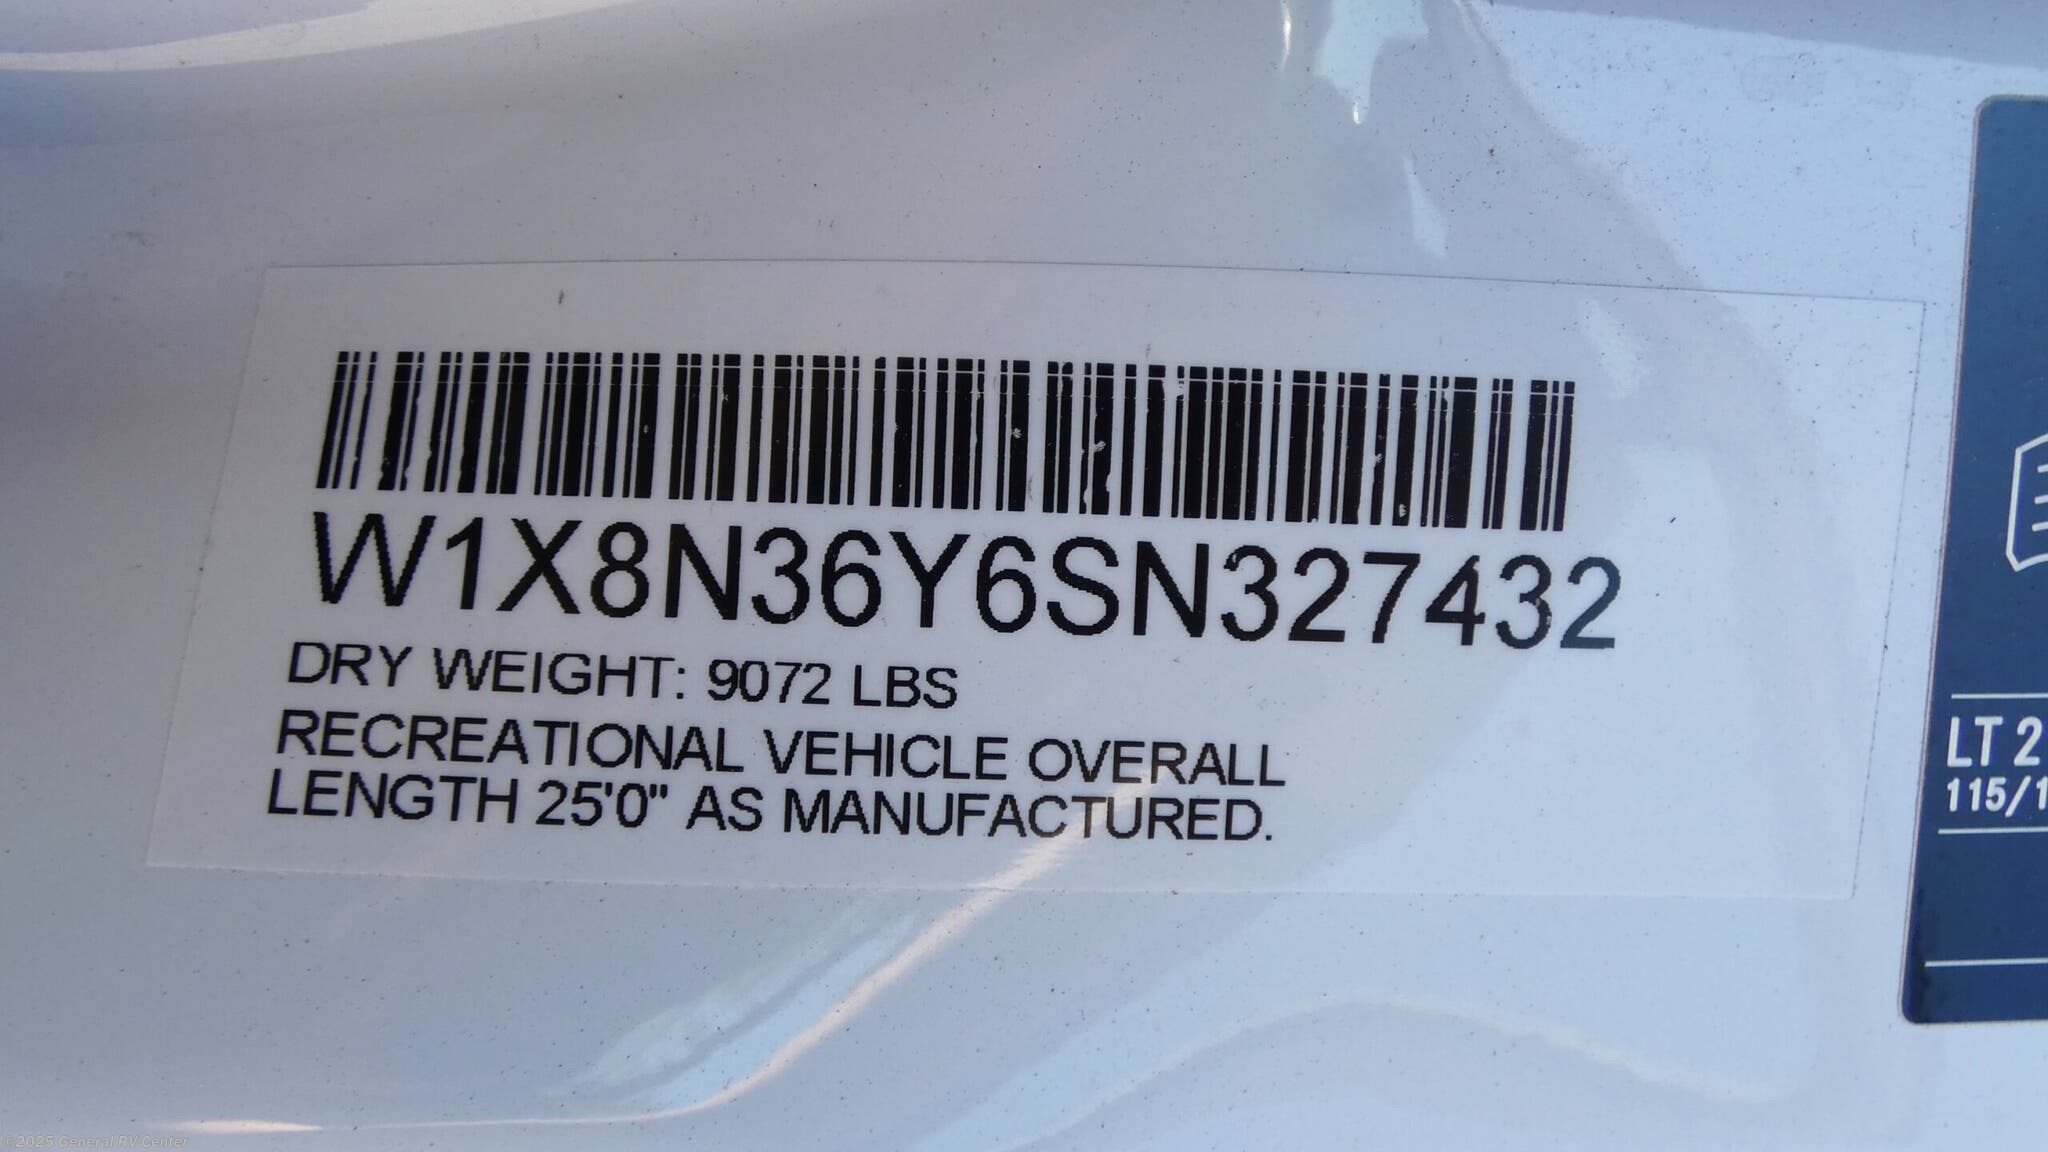 W1X8N36Y6SN327432
DRY WEIGHT: 9072 LBS
RECREATIONAL VEHICLE OVERALL
LENGTH 25'0" AS MANUFACTURED.
LT 2
115/1
©2025 General RV Center